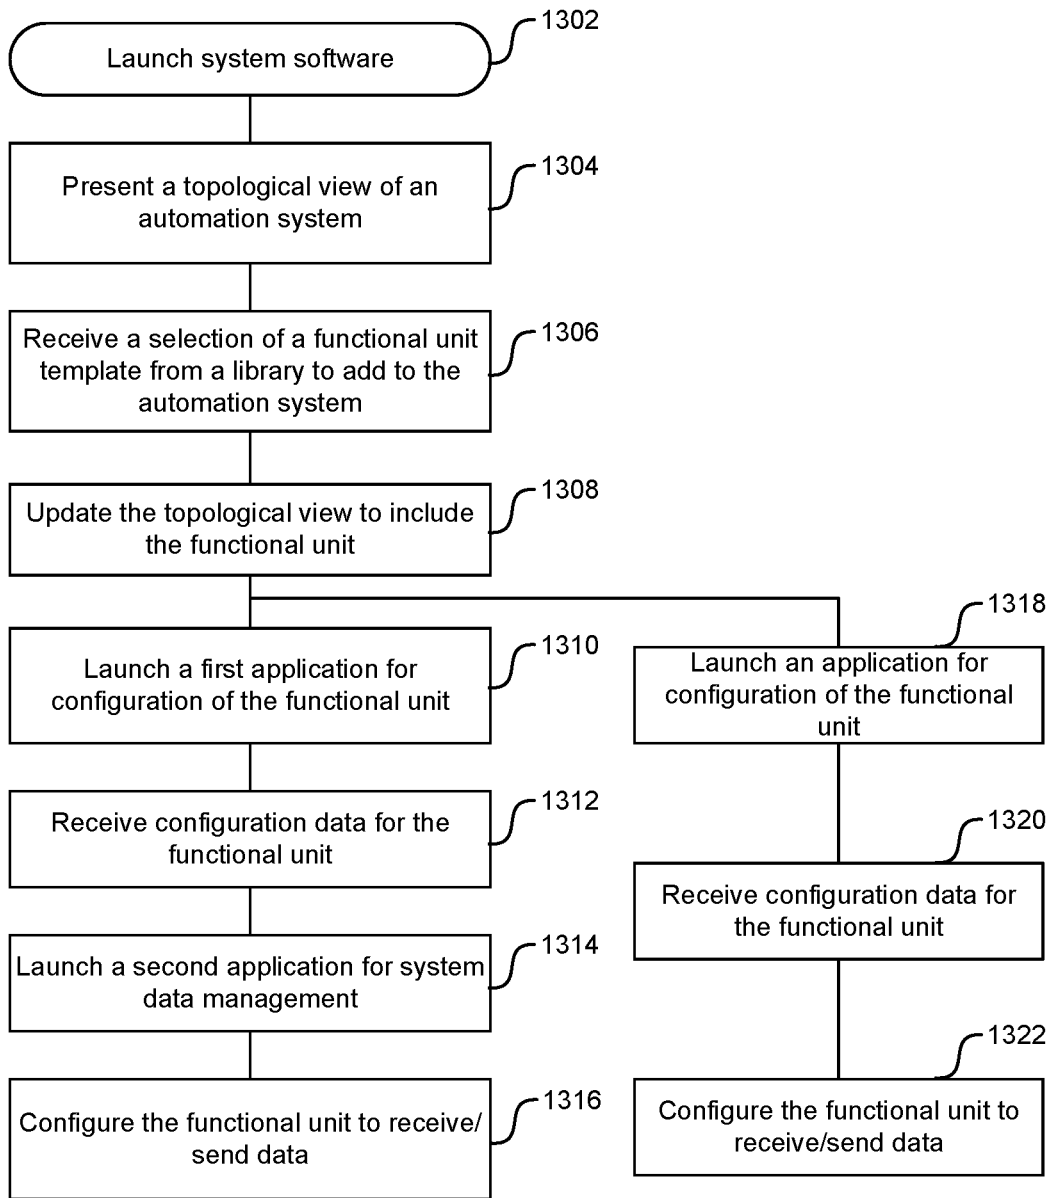 1302
Launch system software
1304
Present a topological view of an
automation system
1306
Receive a selection of a functional unit
template from a library to add to the
automation system
1308
Update the topological view to include
the functional unit
1310
Launch a first application for
configuration of the functional unit
1312
Receive configuration data for the
functional unit
1314
Launch a second application for system
data management
1316
Configure the functional unit to receive/
send data
1318
Launch an application for
configuration of the functional
unit
1320
Receive configuration data for
the functional unit
1322
Configure the functional unit to
receive/send data